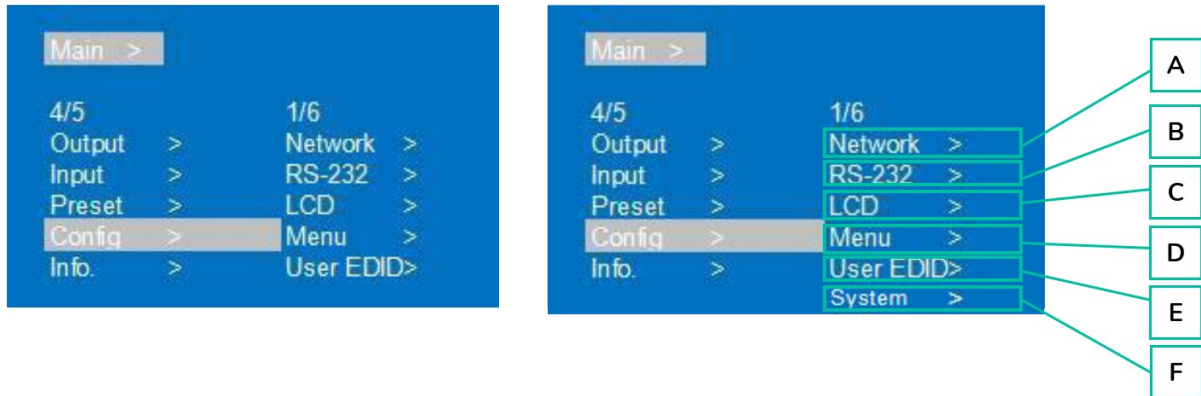 Main >
4/5 1/6
Output > Network >
Input > RS-232 >
Preset > LCD >
Config > Menu >
Info. > User EDID>
Main >
4/5 1/6
Output > Network >
Input > RS-232 >
Preset > LCD >
Config > Menu >
Info. > User EDID>
System >
A
B
C
D
E
F